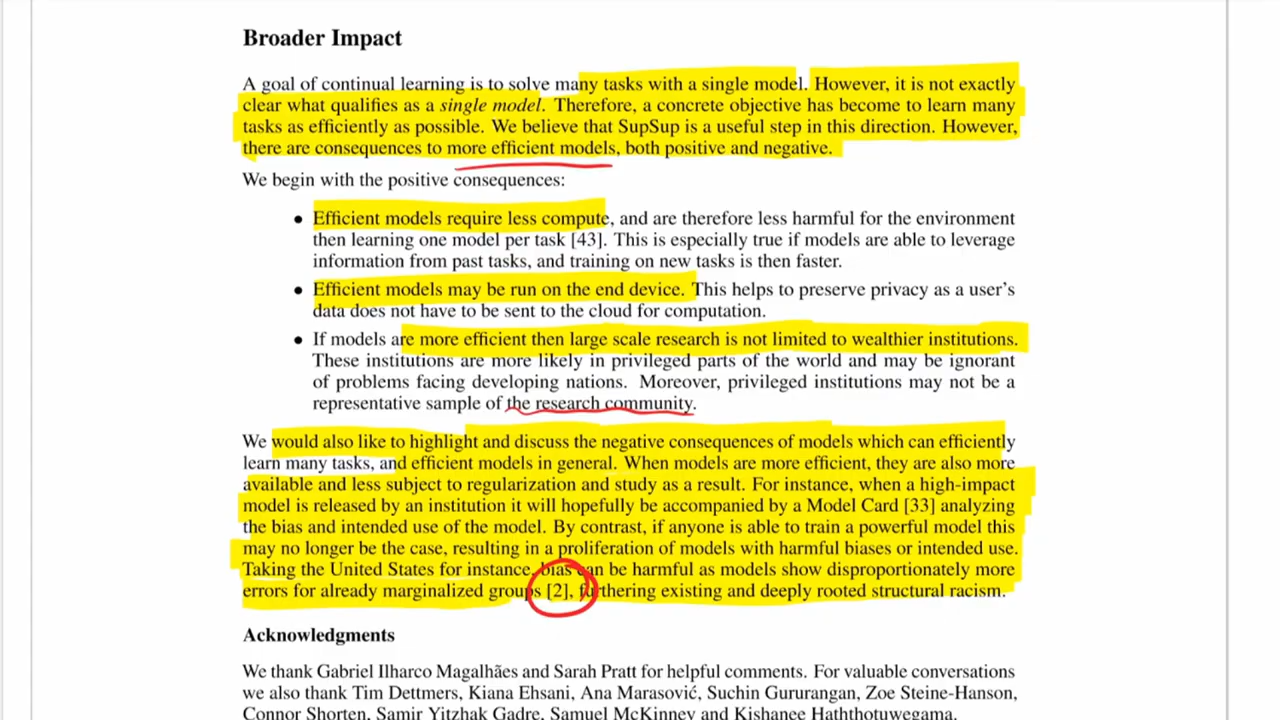 Broader Impact
A goal of continual learning is to solve many tasks with a single model. However, it is not exactly
clear what qualifies as a single model. Therefore, a concrete objective has become to learn many
tasks as efficiently as possible. We believe that SupSup is a useful step in this direction. However,
there are consequences to more efficient models, both positive and negative.
We begin with the positive consequences:
• Efficient models require less compute, and are therefore less harmful for the environment
then learning one model per task [43]. This is especially true if models are able to leverage
information from past tasks, and training on new tasks is then faster.
• Efficient models may be run on the end device. This helps to preserve privacy as a user's
data does not have to be sent to the cloud for computation.
• If models are more efficient then large scale research is not limited to wealthier institutions.
These institutions are more likely in privileged parts of the world and may be ignorant
of problems facing developing nations. Moreover, privileged institutions may not be a
representative sample of the research community.
We would also like to highlight and discuss the negative consequences of models which can efficiently
learn many tasks, and efficient models in general. When models are more efficient, they are also more
available and less subject to regularization and study as a result. For instance, when a high-impact
model is released by an institution it will hopefully be accompanied by a Model Card [33] analyzing
the bias and intended use of the model. By contrast, if anyone is able to train a powerful model this
may no longer be the case, resulting in a proliferation of models with harmful biases or intended use.
Taking the United States for instance, bias can be harmful as models show disproportionately more
errors for already marginalized groups [2], furthering existing and deeply rooted structural racism.
Acknowledgments
We thank Gabriel Ilharco Magalhães and Sarah Pratt for helpful comments. For valuable conversations
we also thank Tim Dettmers, Kiana Ehsani, Ana Marasović, Suchin Gururangan, Zoe Steine-Hanson,
Connor Shorten, Samir Yitzhak Gadre, Samuel McKinney and Kishanee Haththotuwegama.